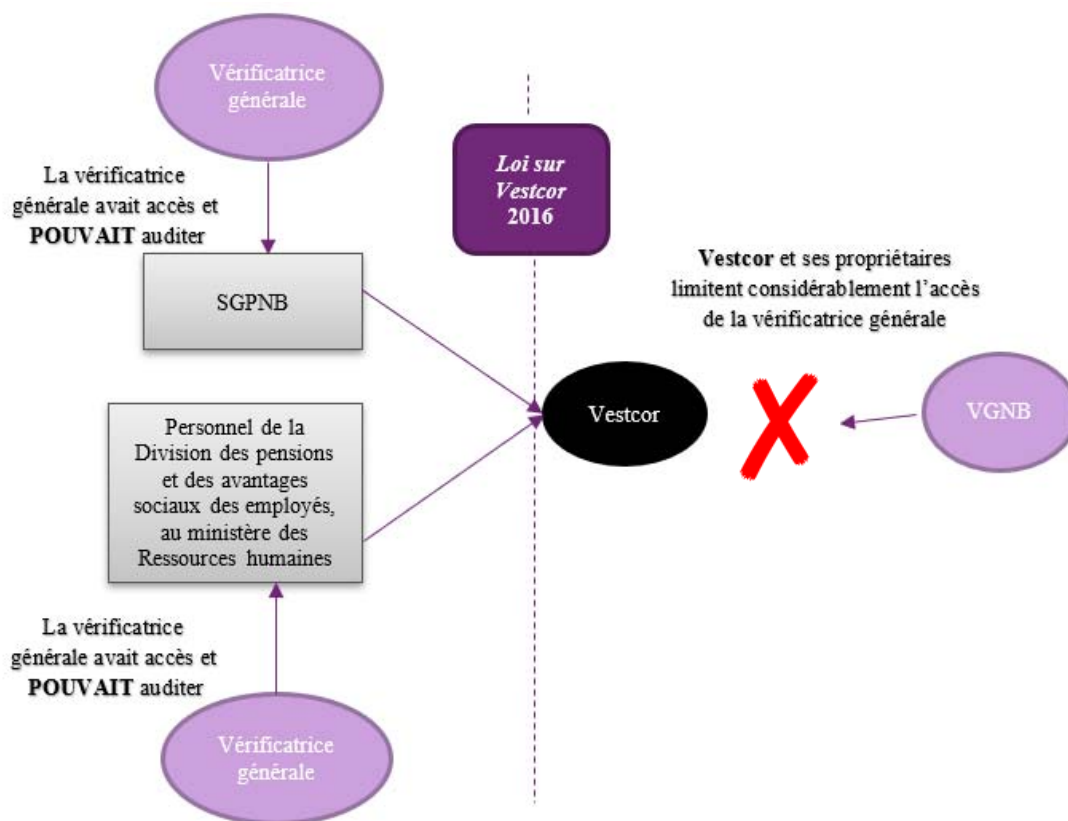 Vérificatrice
générale
La vérificatrice
générale avait accès et
POUVAIT auditer
SGPNB
Personnel de la
Division des pensions
et des avantages
sociaux des employés,
au ministère des
Ressources humaines
La vérificatrice
générale avait accès et
POUVAIT auditer
Vérificatrice
générale
Loi sur
Vestcor
2016
Vestcor et ses propriétaires
limitent considérablement l’accès
de la vérificatrice générale
Vestcor
VGNB